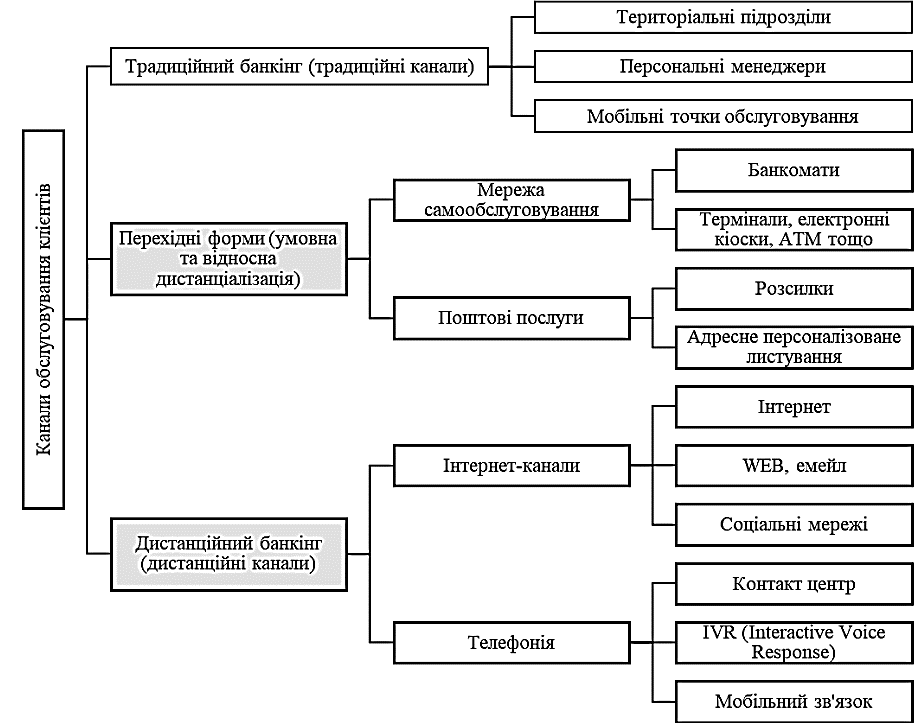 Канали обслуговування клієнтів
Традиційний банкінг (традиційні канали)
Територіальні підрозділи
Персональні менеджери
Мобільні точки обслуговування
Перехідні форми (умовна
та відносна
дистанціалізація)
Мережа
самообслуговування
Банкомати
Термінали, електронні
кіоски, АТМ тощо
Поштові послуги
Розсилки
Адресне персоналізоване
листування
Дистанційний банкінг
(дистанційні канали)
Інтернет-канали
Інтернет
WEB, емейл
Соціальні мережі
Телефонія
Контакт центр
IVR (Interactive Voice
Response)
Мобільний зв'язок